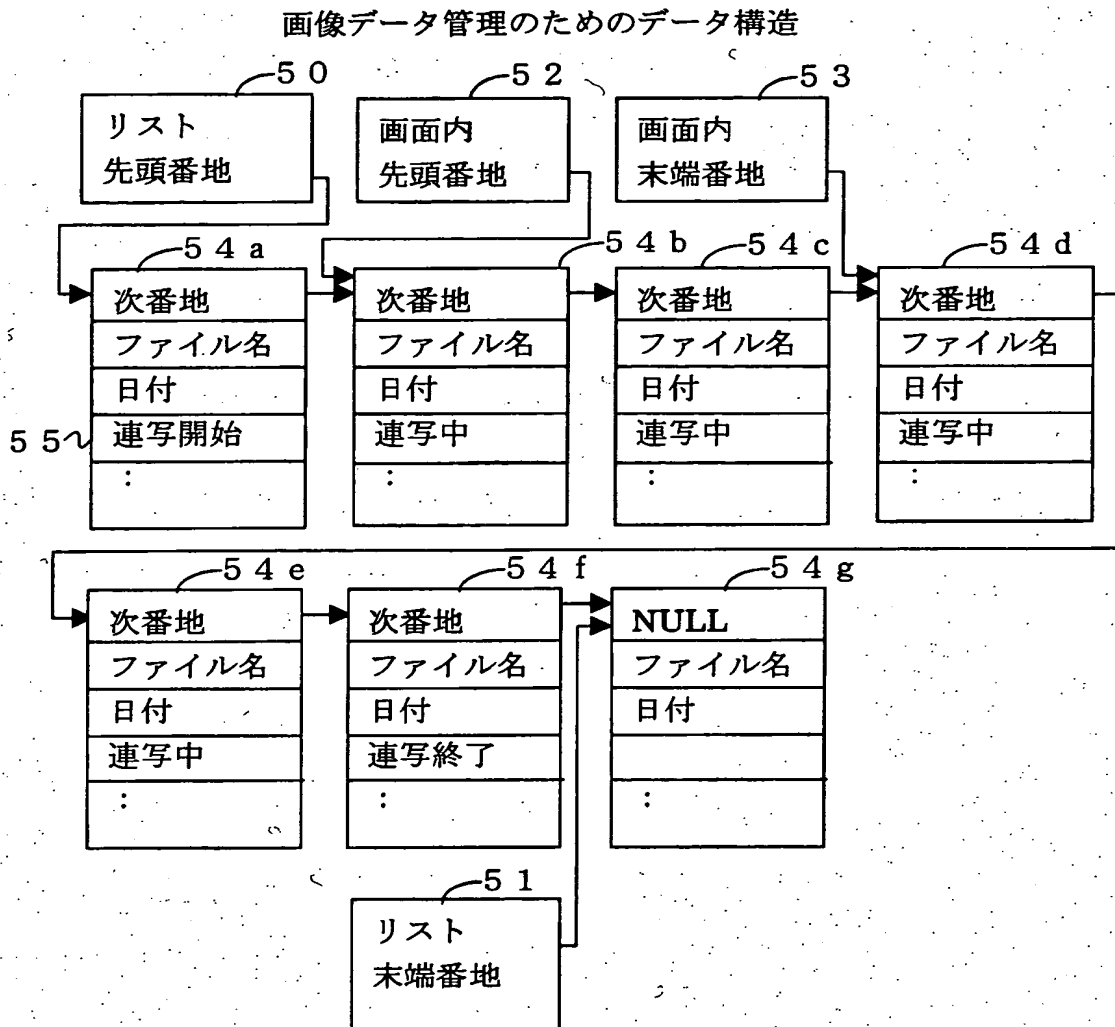 画像データ管理のためのデータ構造
50
リスト
先頭番地
52
画面内
先頭番地
53
画面内
末端番地
54a
次番地
ファイル名
日付
連写開始
:
55
54b
次番地
ファイル名
日付
連写中
:
54c
次番地
ファイル名
日付
連写中
:
54d
次番地
ファイル名
日付
連写中
:
54e
次番地
ファイル名
日付
連写中
:
54f
次番地
ファイル名
日付
連写終了
:
54g
NULL
ファイル名
日付
:
51
リスト
末端番地